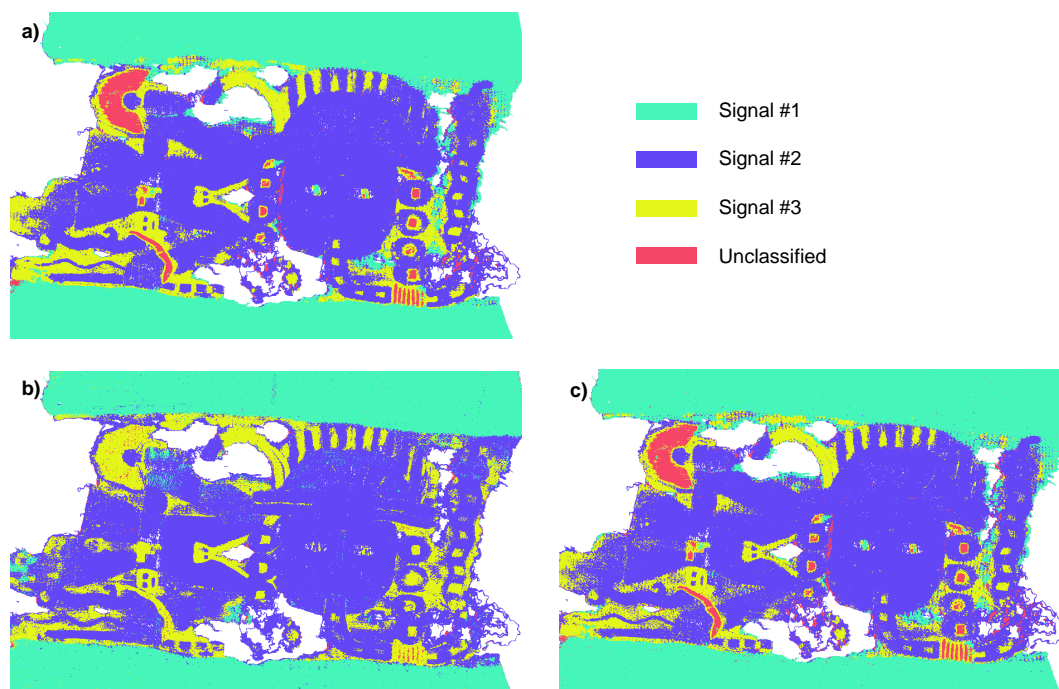 a)
Signal #1
Signal #2
Signal #3
Unclassified
b)
c)